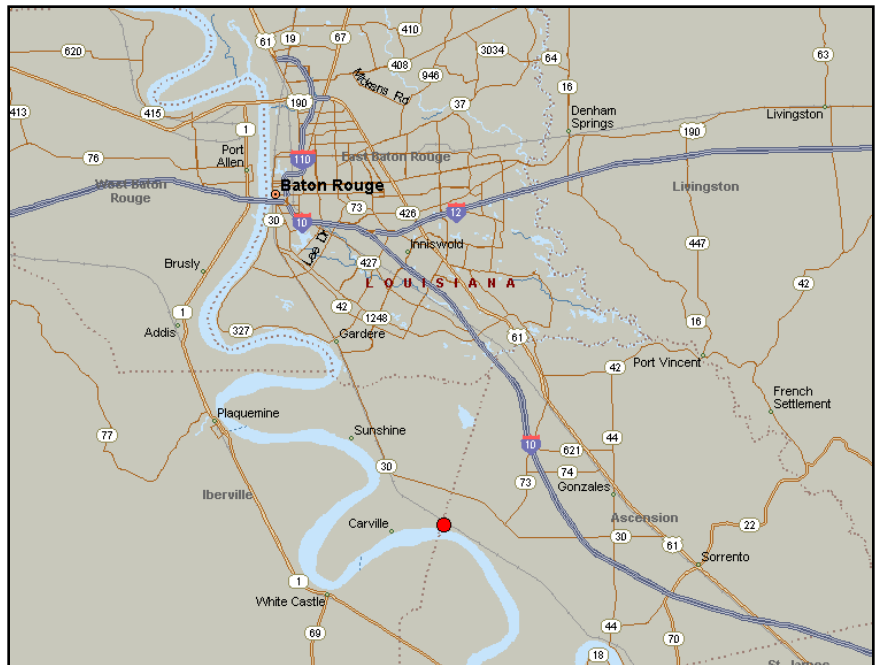 410
61
19
67
620
3034
408
946
64
63
Mickens Rd
16
37
190
415
413
Denham
Springs
Livingston
1
190
Port
Allen
76
110
East Baton Rouge
West Baton
Rouge
Baton Rouge
Livingston
73
426
12
30
10
Lee Dr
Inniswold
447
427
Brusly
LOUISIANA
42
1
42
1248
16
Addis
327
Gardere
61
42
Port Vincent
French
Settlement
Plaquemine
77
Sunshine
44
10
621
30
74
73
Gonzales
Iberville
Ascension
Carville
22
30
61
Sorrento
1
White Castle
69
44
70
18
St. James